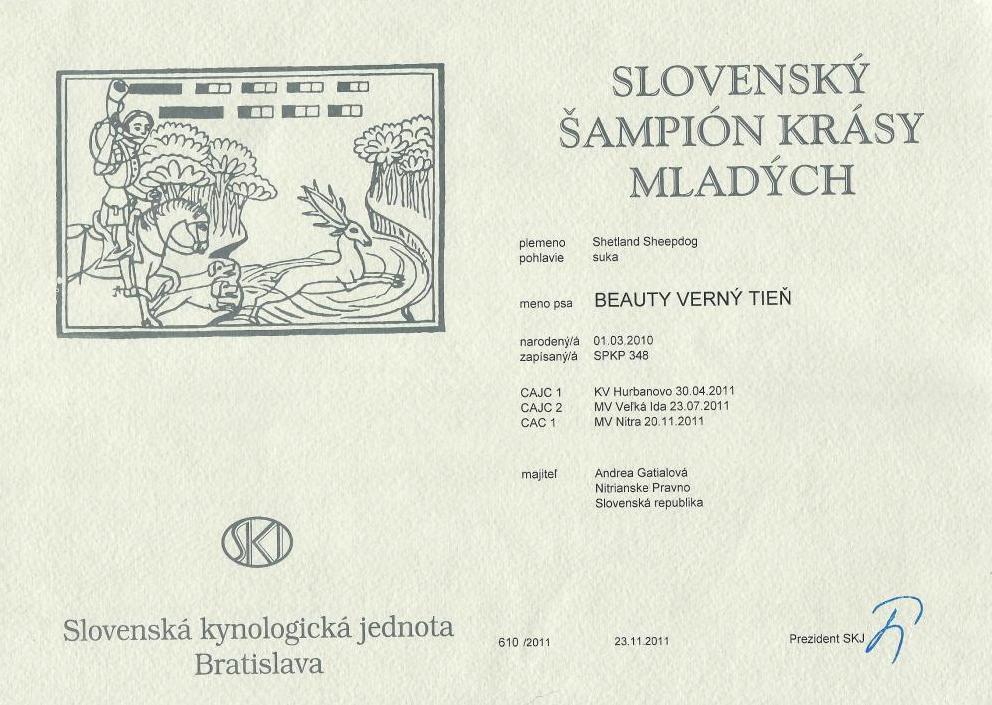 SLOVENSKÝ
ŠAMPIÓN KRÁSY
MLADÝCH
plemeno Shetland Sheepdog
pohlavie suka
meno psa BEAUTY VERNÝ TIEŇ
narodený/á 01.03.2010
zapísaný/á SPKP 348
CAJC 1 KV Hurbanovo 30.04.2011
CAJC 2 MV Veľká Ida 23.07.2011
CAC 1 MV Nitra 20.11.2011
majiteľ Andrea Gatialová
Nitrianske Pravno
Slovenská republika
SKJ
Slovenská kynologická jednota
Bratislava
610 /2011 23.11.2011 Prezident SKJ